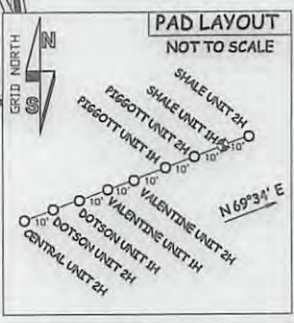 PAD LAYOUT
NOT TO SCALE
GRID NORTH
N
S
SHALE UNIT 2H
SHALE UNIT 1HAS
PIGGOTT UNIT 2H
PIGGOTT UNIT 1H
10'
10'
10'
10'
10'
10'
10'
10'
N 69°34' E
VALENTINE UNIT 2H
VALENTINE UNIT 1H
DOTSON UNIT 1H
DOTSON UNIT 2H
CENTRAL UNIT 2H